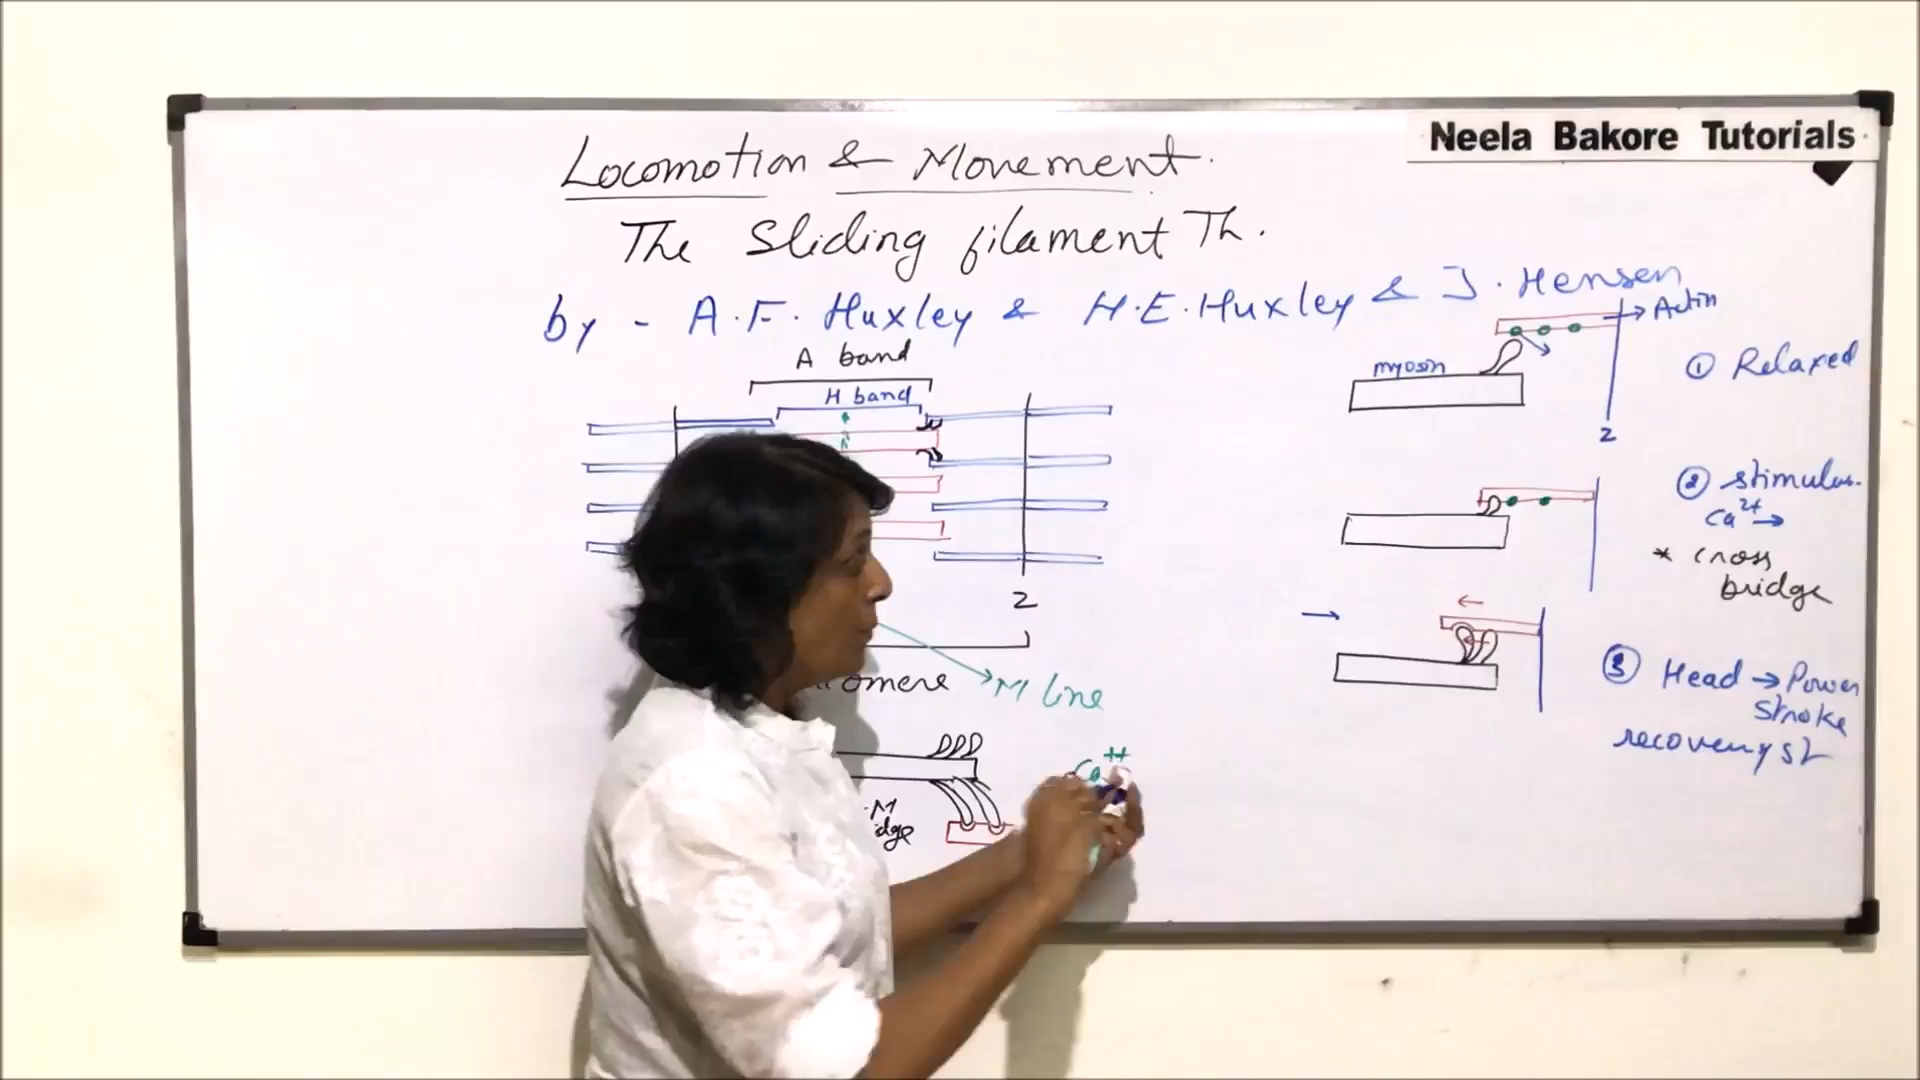 Neela Bakore Tutorials
Locomotion & Movement.
The Sliding filament Th.
by - A.F. Huxley & H.E. Huxley & J. Hensen
A band
H band
Z
omere
M line
Ca++
Actin
myosin
① Relaxed
Z
② stimulus.
Ca2+ →
* cross
bridge
③ Head → Power
Stroke
recovery st